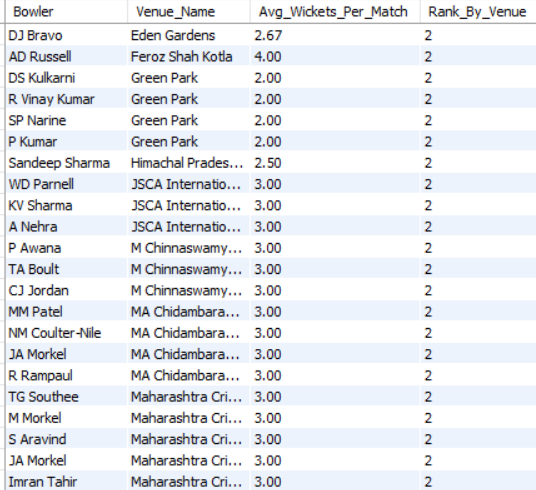 Bowler Venue_Name Avg_Wickets_Per_Match Rank_By_Venue
DJ Bravo Eden Gardens 2.67 2
AD Russell Feroz Shah Kotla 4.00 2
DS Kulkarni Green Park 2.00 2
R Vinay Kumar Green Park 2.00 2
SP Narine Green Park 2.00 2
P Kumar Green Park 2.00 2
Sandeep Sharma Himachal Prades... 2.50 2
WD Parnell JSCA Internatio... 3.00 2
KV Sharma JSCA Internatio... 3.00 2
A Nehra JSCA Internatio... 3.00 2
P Awana M Chinnaswamy... 3.00 2
TA Boult M Chinnaswamy... 3.00 2
CJ Jordan M Chinnaswamy... 3.00 2
MM Patel MA Chidambara... 3.00 2
NM Coulter-Nile MA Chidambara... 3.00 2
JA Morkel MA Chidambara... 3.00 2
R Rampaul MA Chidambara... 3.00 2
TG Southee Maharashtra Cri... 3.00 2
M Morkel Maharashtra Cri... 3.00 2
S Aravind Maharashtra Cri... 3.00 2
JA Morkel Maharashtra Cri... 3.00 2
Imran Tahir Maharashtra Cri... 3.00 2